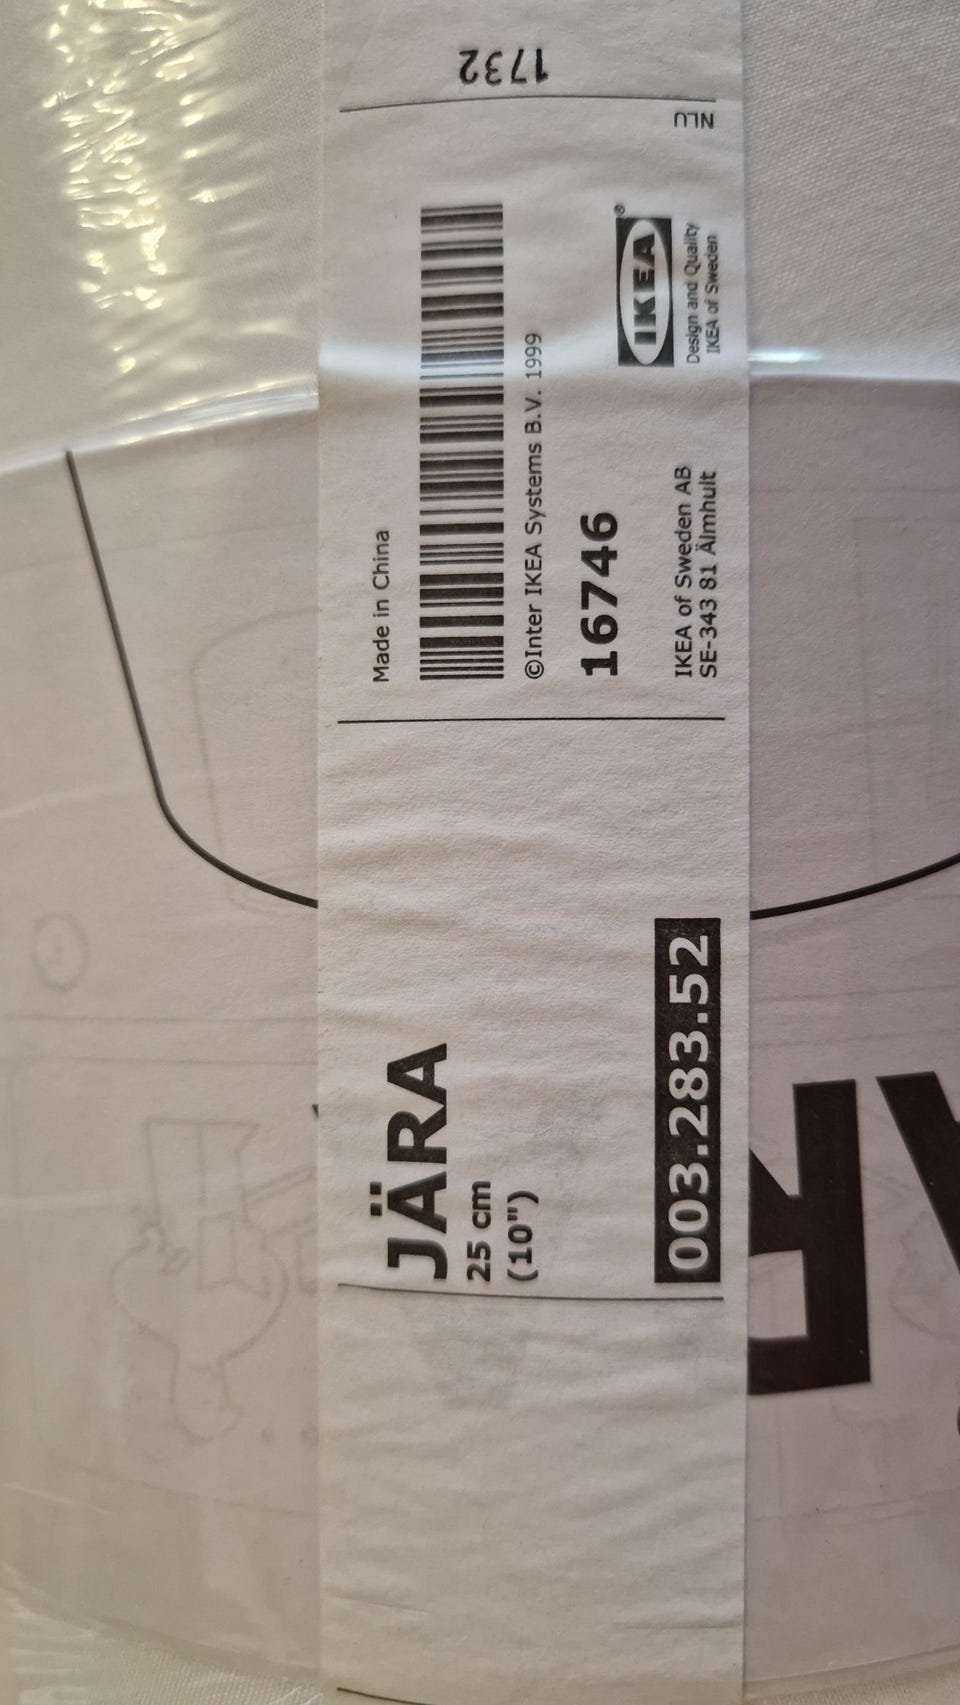 JÄRA
25 cm
(10")
003.283.52
Made in China
©Inter IKEA Systems B.V. 1999
16746
IKEA of Sweden AB
SE-343 81 Älmhult
IKEA®
Design and Quality
IKEA of Sweden
1732
NLU